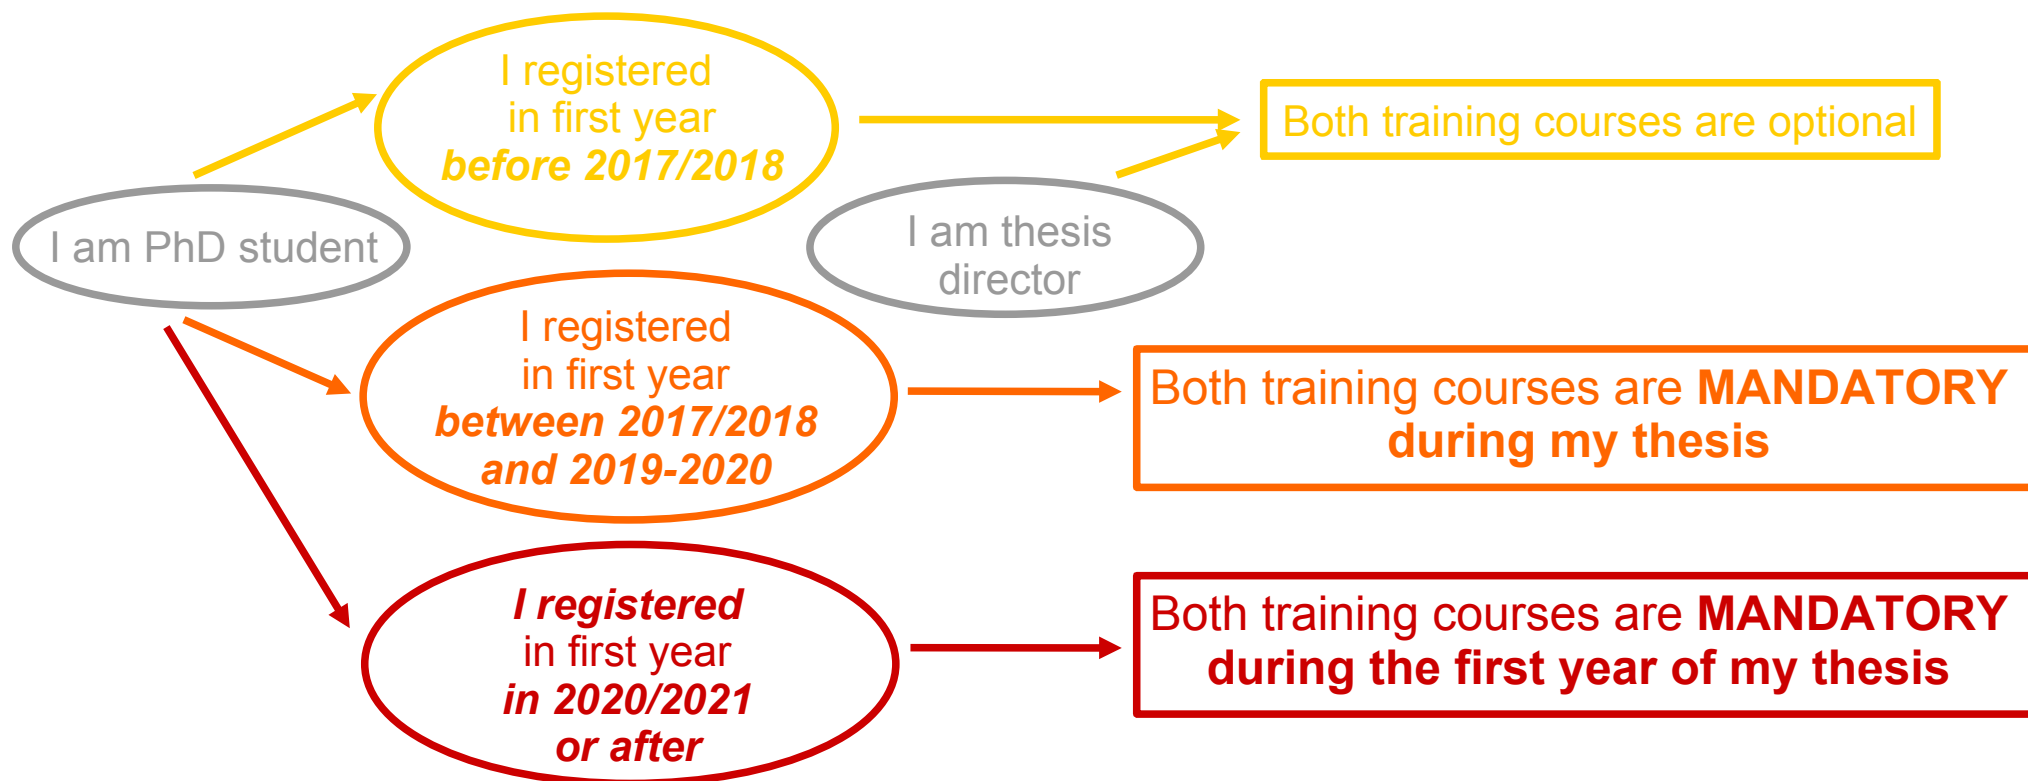 I registered
in first year
before 2017/2018
Both training courses are optional
I am PhD student
I am thesis
director
I registered
in first year
between 2017/2018
and 2019-2020
Both training courses are MANDATORY
during my thesis
I registered
in first year
in 2020/2021
or after
Both training courses are MANDATORY
during the first year of my thesis